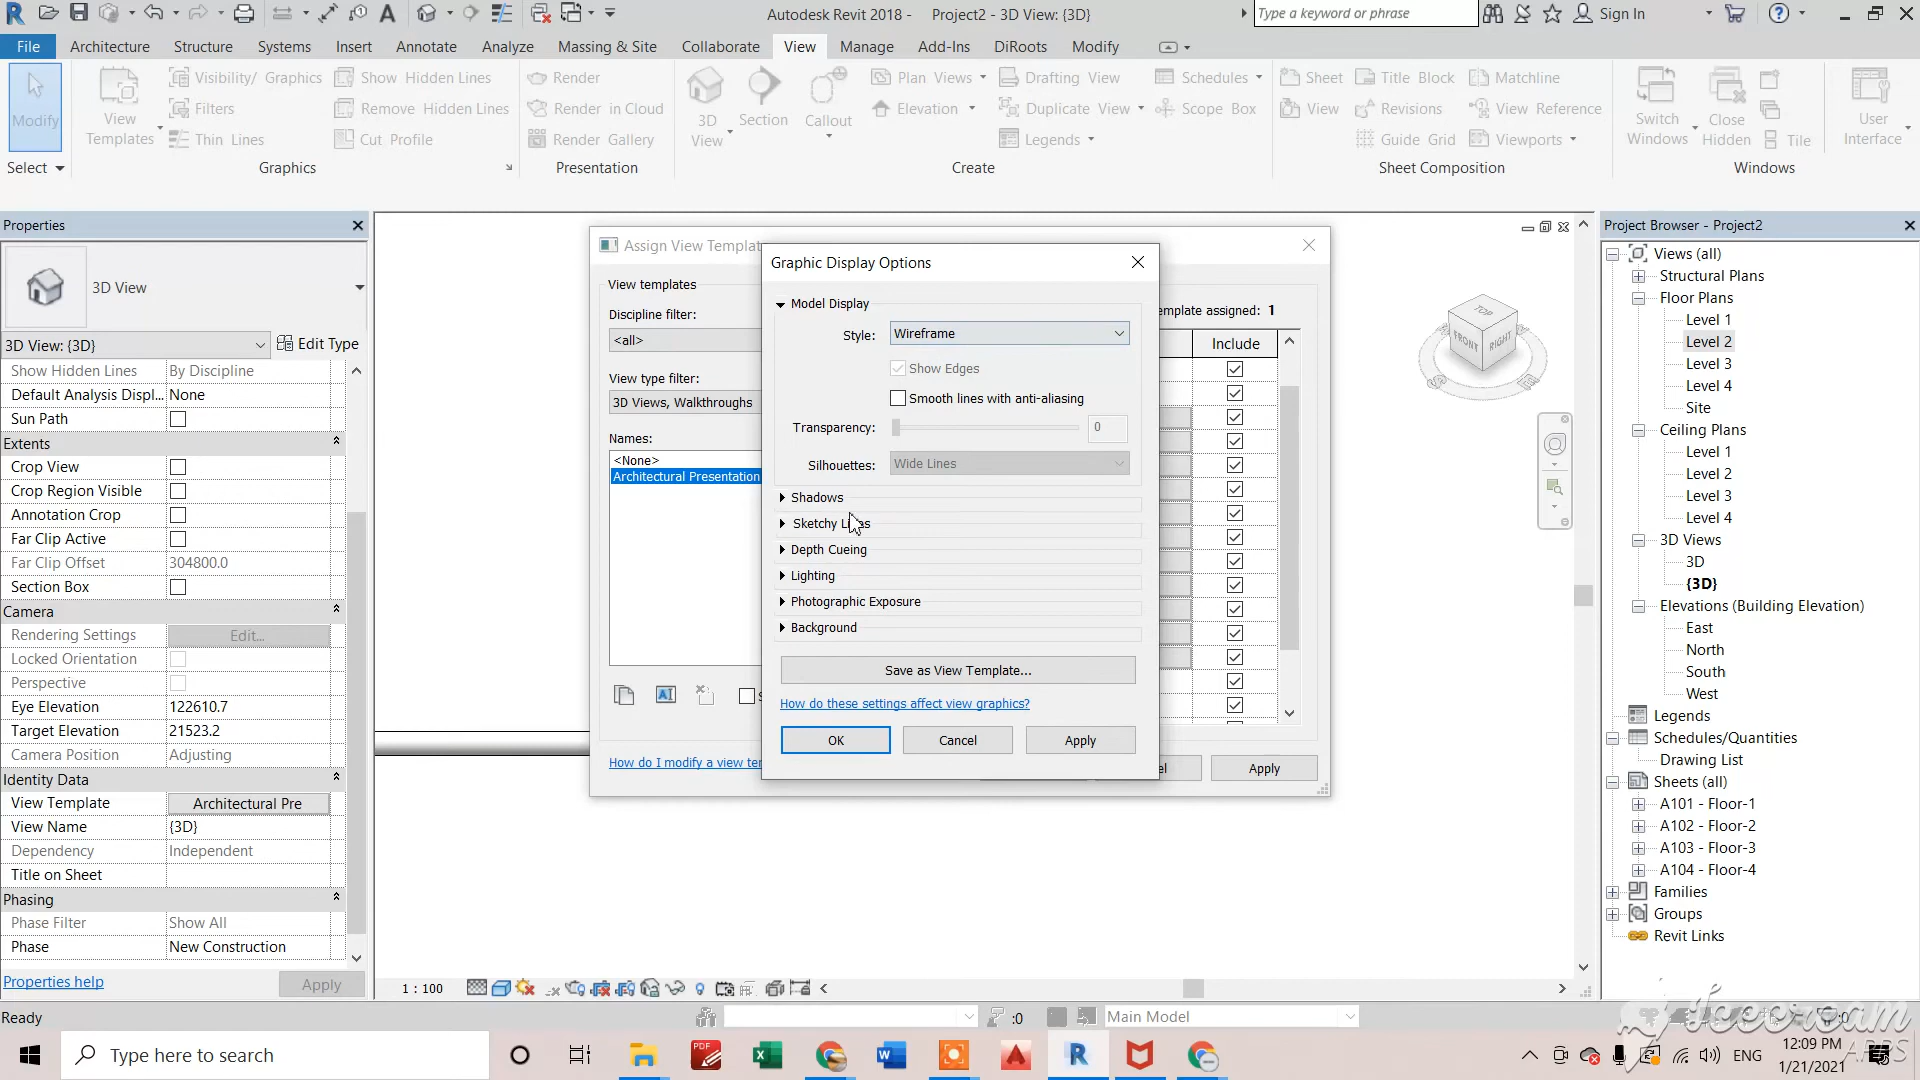 Autodesk Revit 2018 - Project2 - 3D View: {3D}
Type a keyword or phrase
Sign In
File Architecture Structure Systems Insert Annotate Analyze Massing & Site Collaborate View Manage Add-Ins DiRoots Modify
Modify
View Templates
Visibility/ Graphics
Filters
Thin Lines
Show Hidden Lines
Remove Hidden Lines
Cut Profile
Render
Render in Cloud
Render Gallery
3D View
Section
Callout
Plan Views
Elevation
Drafting View
Duplicate View
Legends
Schedules
Scope Box
Sheet
View
Title Block
Revisions
Guide Grid
Matchline
View Reference
Viewports
Switch Windows
Close Hidden
Tile
User Interface
Select Graphics Presentation Create Sheet Composition Windows
Properties
3D View
3D View: {3D} Edit Type
Show Hidden Lines By Discipline
Default Analysis Displ... None
Sun Path
Extents
Crop View
Crop Region Visible
Annotation Crop
Far Clip Active
Far Clip Offset 304800.0
Section Box
Camera
Rendering Settings Edit...
Locked Orientation
Perspective
Eye Elevation 122610.7
Target Elevation 21523.2
Camera Position Adjusting
Identity Data
View Template Architectural Pre
View Name {3D}
Dependency Independent
Title on Sheet
Phasing
Phase Filter Show All
Phase New Construction
Properties help Apply
Assign View Templat
View templates
Discipline filter:
<all>
View type filter:
3D Views, Walkthroughs
Names:
<None>
Architectural Presentation
How do I modify a view ter
emplate assigned: 1
Include
el
Apply
Graphic Display Options
Model Display
Style: Wireframe
Show Edges
Smooth lines with anti-aliasing
Transparency: 0
Silhouettes: Wide Lines
Shadows
Sketchy Lines
Depth Cueing
Lighting
Photographic Exposure
Background
Save as View Template...
How do these settings affect view graphics?
OK Cancel Apply
TOP
FRONT
RIGHT
Project Browser - Project2
Views (all)
Structural Plans
Floor Plans
Level 1
Level 2
Level 3
Level 4
Site
Ceiling Plans
Level 1
Level 2
Level 3
Level 4
3D Views
3D
{3D}
Elevations (Building Elevation)
East
North
South
West
Legends
Schedules/Quantities
Drawing List
Sheets (all)
A101 - Floor-1
A102 - Floor-2
A103 - Floor-3
A104 - Floor-4
Families
Groups
Revit Links
1 : 100
Ready
:0
Main Model
:0
Icecream
APPS
Type here to search
ENG
12:09 PM
1/21/2021